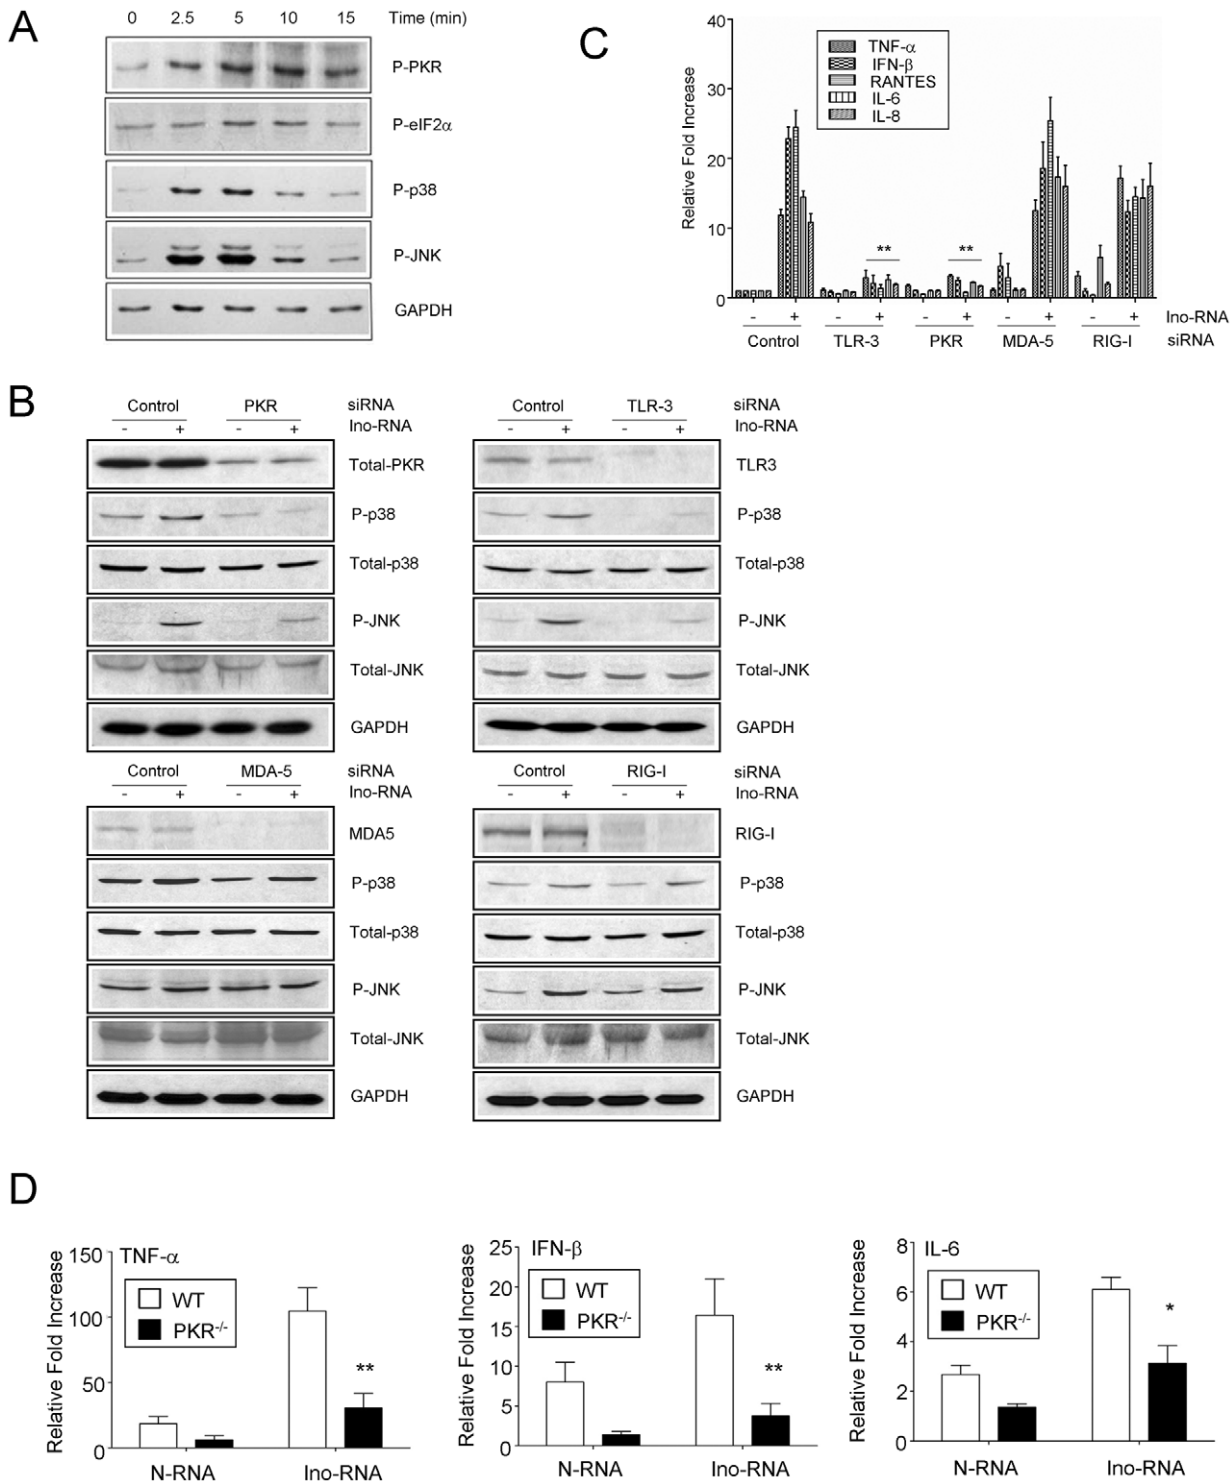 A
0 2.5 5 10 15 Time (min)
P-PKR
P-eIF2α
P-p38
P-JNK
GAPDH
C
Relative Fold Increase
40
30
20
10
0
TNF-α
IFN-β
RANTES
IL-6
IL-8
** **
- + - + - + - + - + Ino-RNA
Control TLR-3 PKR MDA-5 RIG-I siRNA
B
Control PKR siRNA
- + - + Ino-RNA
Total-PKR
P-p38
Total-p38
P-JNK
Total-JNK
GAPDH
Control TLR-3 siRNA
- + - + Ino-RNA
TLR3
P-p38
Total-p38
P-JNK
Total-JNK
GAPDH
Control MDA-5 siRNA
- + - + Ino-RNA
MDA5
P-p38
Total-p38
P-JNK
Total-JNK
GAPDH
Control RIG-I siRNA
- + - + Ino-RNA
RIG-I
P-p38
Total-p38
P-JNK
Total-JNK
GAPDH
D
Relative Fold Increase
150
100
50
0
TNF-α
WT
PKR-/-
**
N-RNA Ino-RNA
Relative Fold Increase
25
20
15
10
5
0
IFN-β
WT
PKR-/-
**
N-RNA Ino-RNA
Relative Fold Increase
8
6
4
2
0
IL-6
WT
PKR-/-
*
N-RNA Ino-RNA